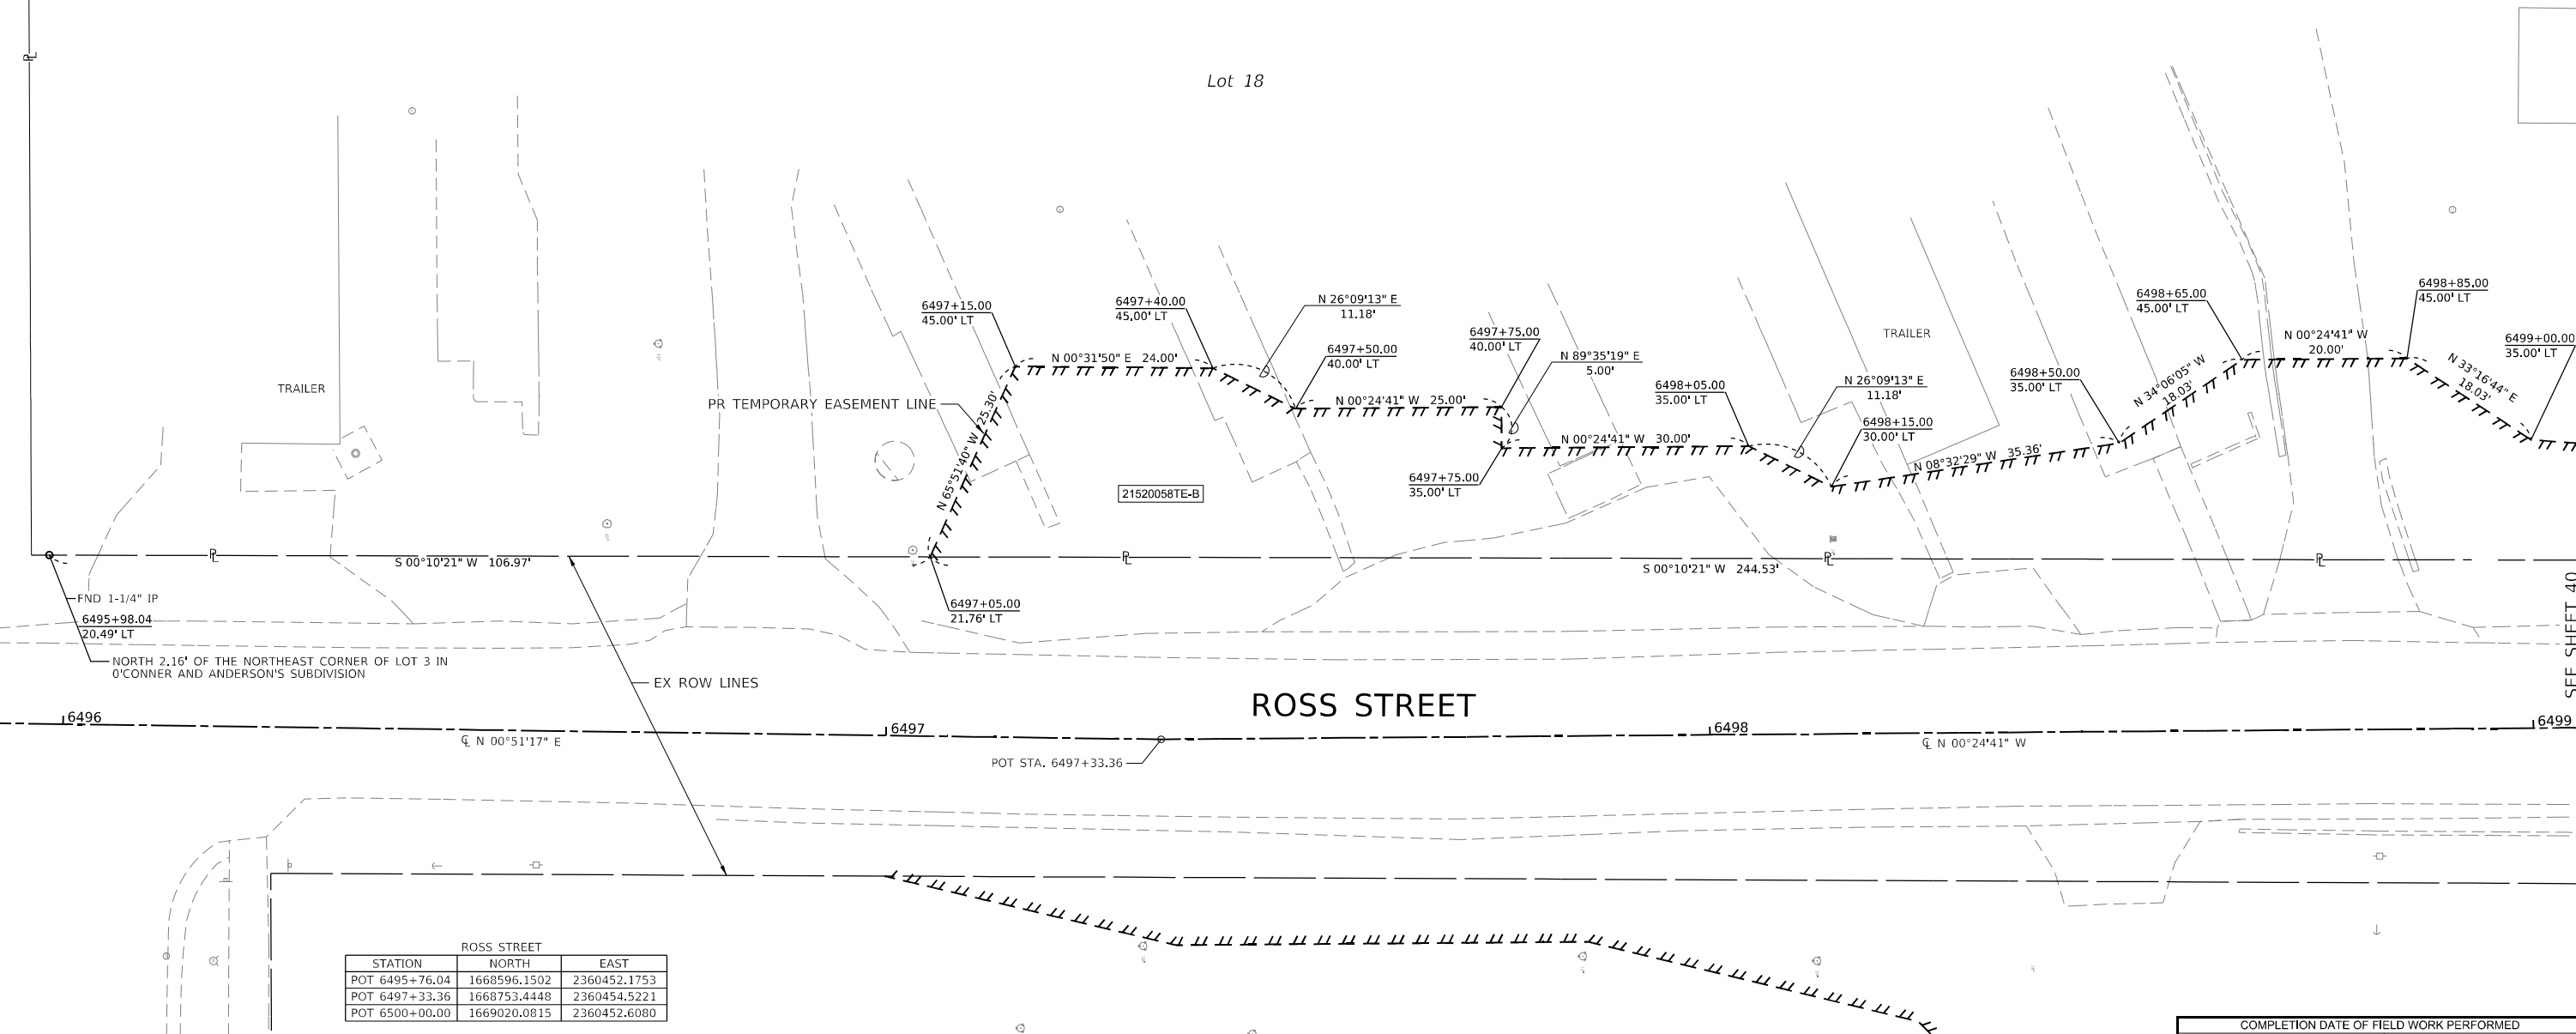 Lot 18
6498+85.00
45.00' LT
6498+65.00
45.00' LT
N 26°09'13" E
11.18'
6497+15.00
45.00' LT
6497+40.00
45.00' LT
6497+75.00
40.00' LT
TRAILER
N 00°24'41" W
20.00'
6499+00.00
35.00' LT
N 00°31'50" E 24.00'
6497+50.00
40.00' LT
N 89°35'19" E
5.00'
6498+50.00
35.00' LT
N 34°06'05" W
18.03'
N 33°16'44" E
18.03'
TRAILER
PR TEMPORARY EASEMENT LINE
N 65°51'40" W 25.30'
N 00°24'41" W 25.00'
6498+05.00
35.00' LT
N 26°09'13" E
11.18'
6498+15.00
30.00' LT
N 00°24'41" W 30.00'
N 08°32'29" W 35.36'
6497+75.00
35.00' LT
21520058TE-B
PL
PL
PL
PL
PL
S 00°10'21" W 106.97'
S 00°10'21" W 244.53'
FND 1-1/4" IP
6495+98.04
20.49' LT
6497+05.00
21.76' LT
NORTH 2.16' OF THE NORTHEAST CORNER OF LOT 3 IN
O'CONNER AND ANDERSON'S SUBDIVISION
EX ROW LINES
SEE SHEET 40
ROSS STREET
6496
6497
6498
6499
CL N 00°51'17" E
CL N 00°24'41" W
POT STA. 6497+33.36
ROSS STREET
STATION NORTH EAST
POT 6495+76.04 1668596.1502 2360452.1753
POT 6497+33.36 1668753.4448 2360454.5221
POT 6500+00.00 1669020.0815 2360452.6080
COMPLETION DATE OF FIELD WORK PERFORMED